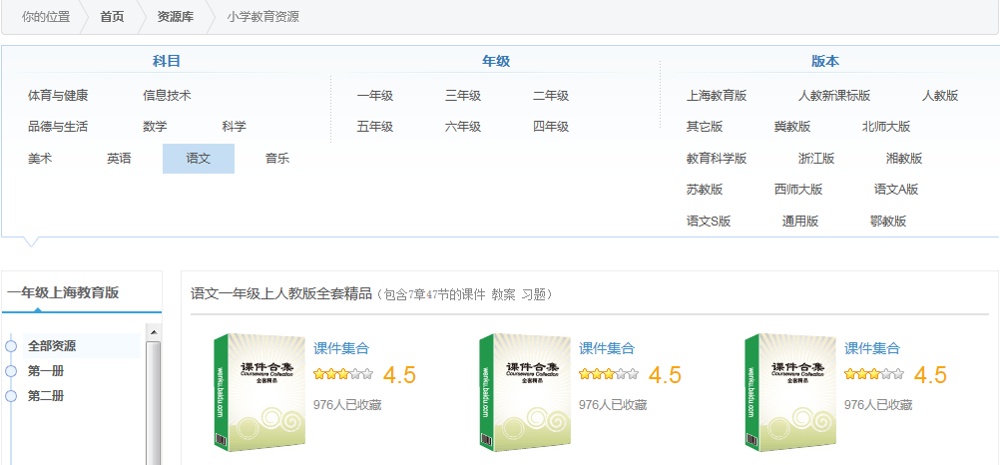 你的位置 首页 资源库 小学教育资源
科目 年级 版本
体育与健康 信息技术 一年级 三年级 二年级 上海教育版 人教新课标版 人教版
品德与生活 数学 科学 五年级 六年级 四年级 其它版 冀教版 北师大版
美术 英语 语文 音乐 教育科学版 浙江版 湘教版
苏教版 西师大版 语文A版
语文S版 通用版 鄂教版
一年级上海教育版
全部资源
第一册
第二册
语文一年级上人教版全套精品（包含7章47节的课件 教案 习题）
课件合集
Courseware Collection
全套精品
wenku.baidu.com
课件集合
4.5
976人已收藏
课件合集
Courseware Collection
全套精品
wenku.baidu.com
课件集合
4.5
976人已收藏
课件合集
Courseware Collection
全套精品
wenku.baidu.com
课件集合
4.5
976人已收藏